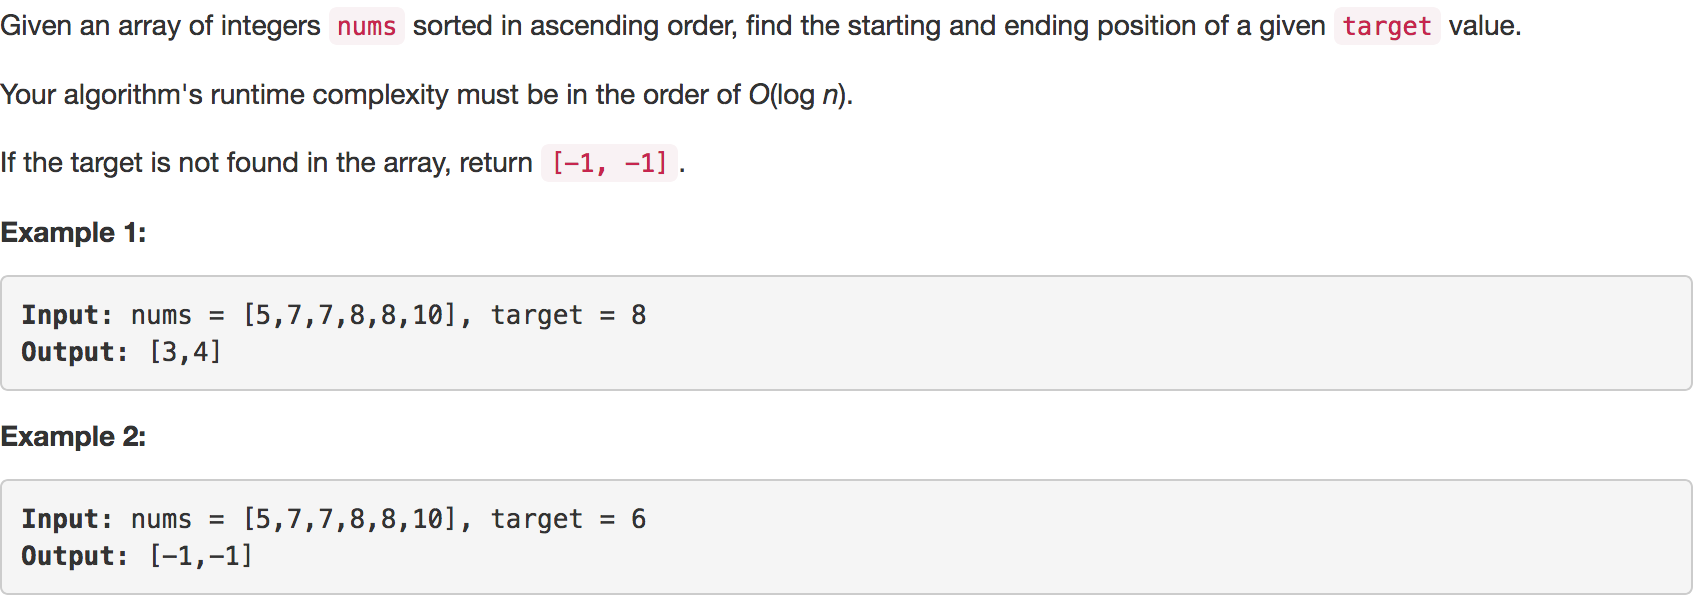 Given an array of integers nums sorted in ascending order, find the starting and ending position of a given target value.
Your algorithm's runtime complexity must be in the order of O(log n).
If the target is not found in the array, return [-1, -1].
Example 1:
Input: nums = [5,7,7,8,8,10], target = 8
Output: [3,4]
Example 2:
Input: nums = [5,7,7,8,8,10], target = 6
Output: [-1,-1]